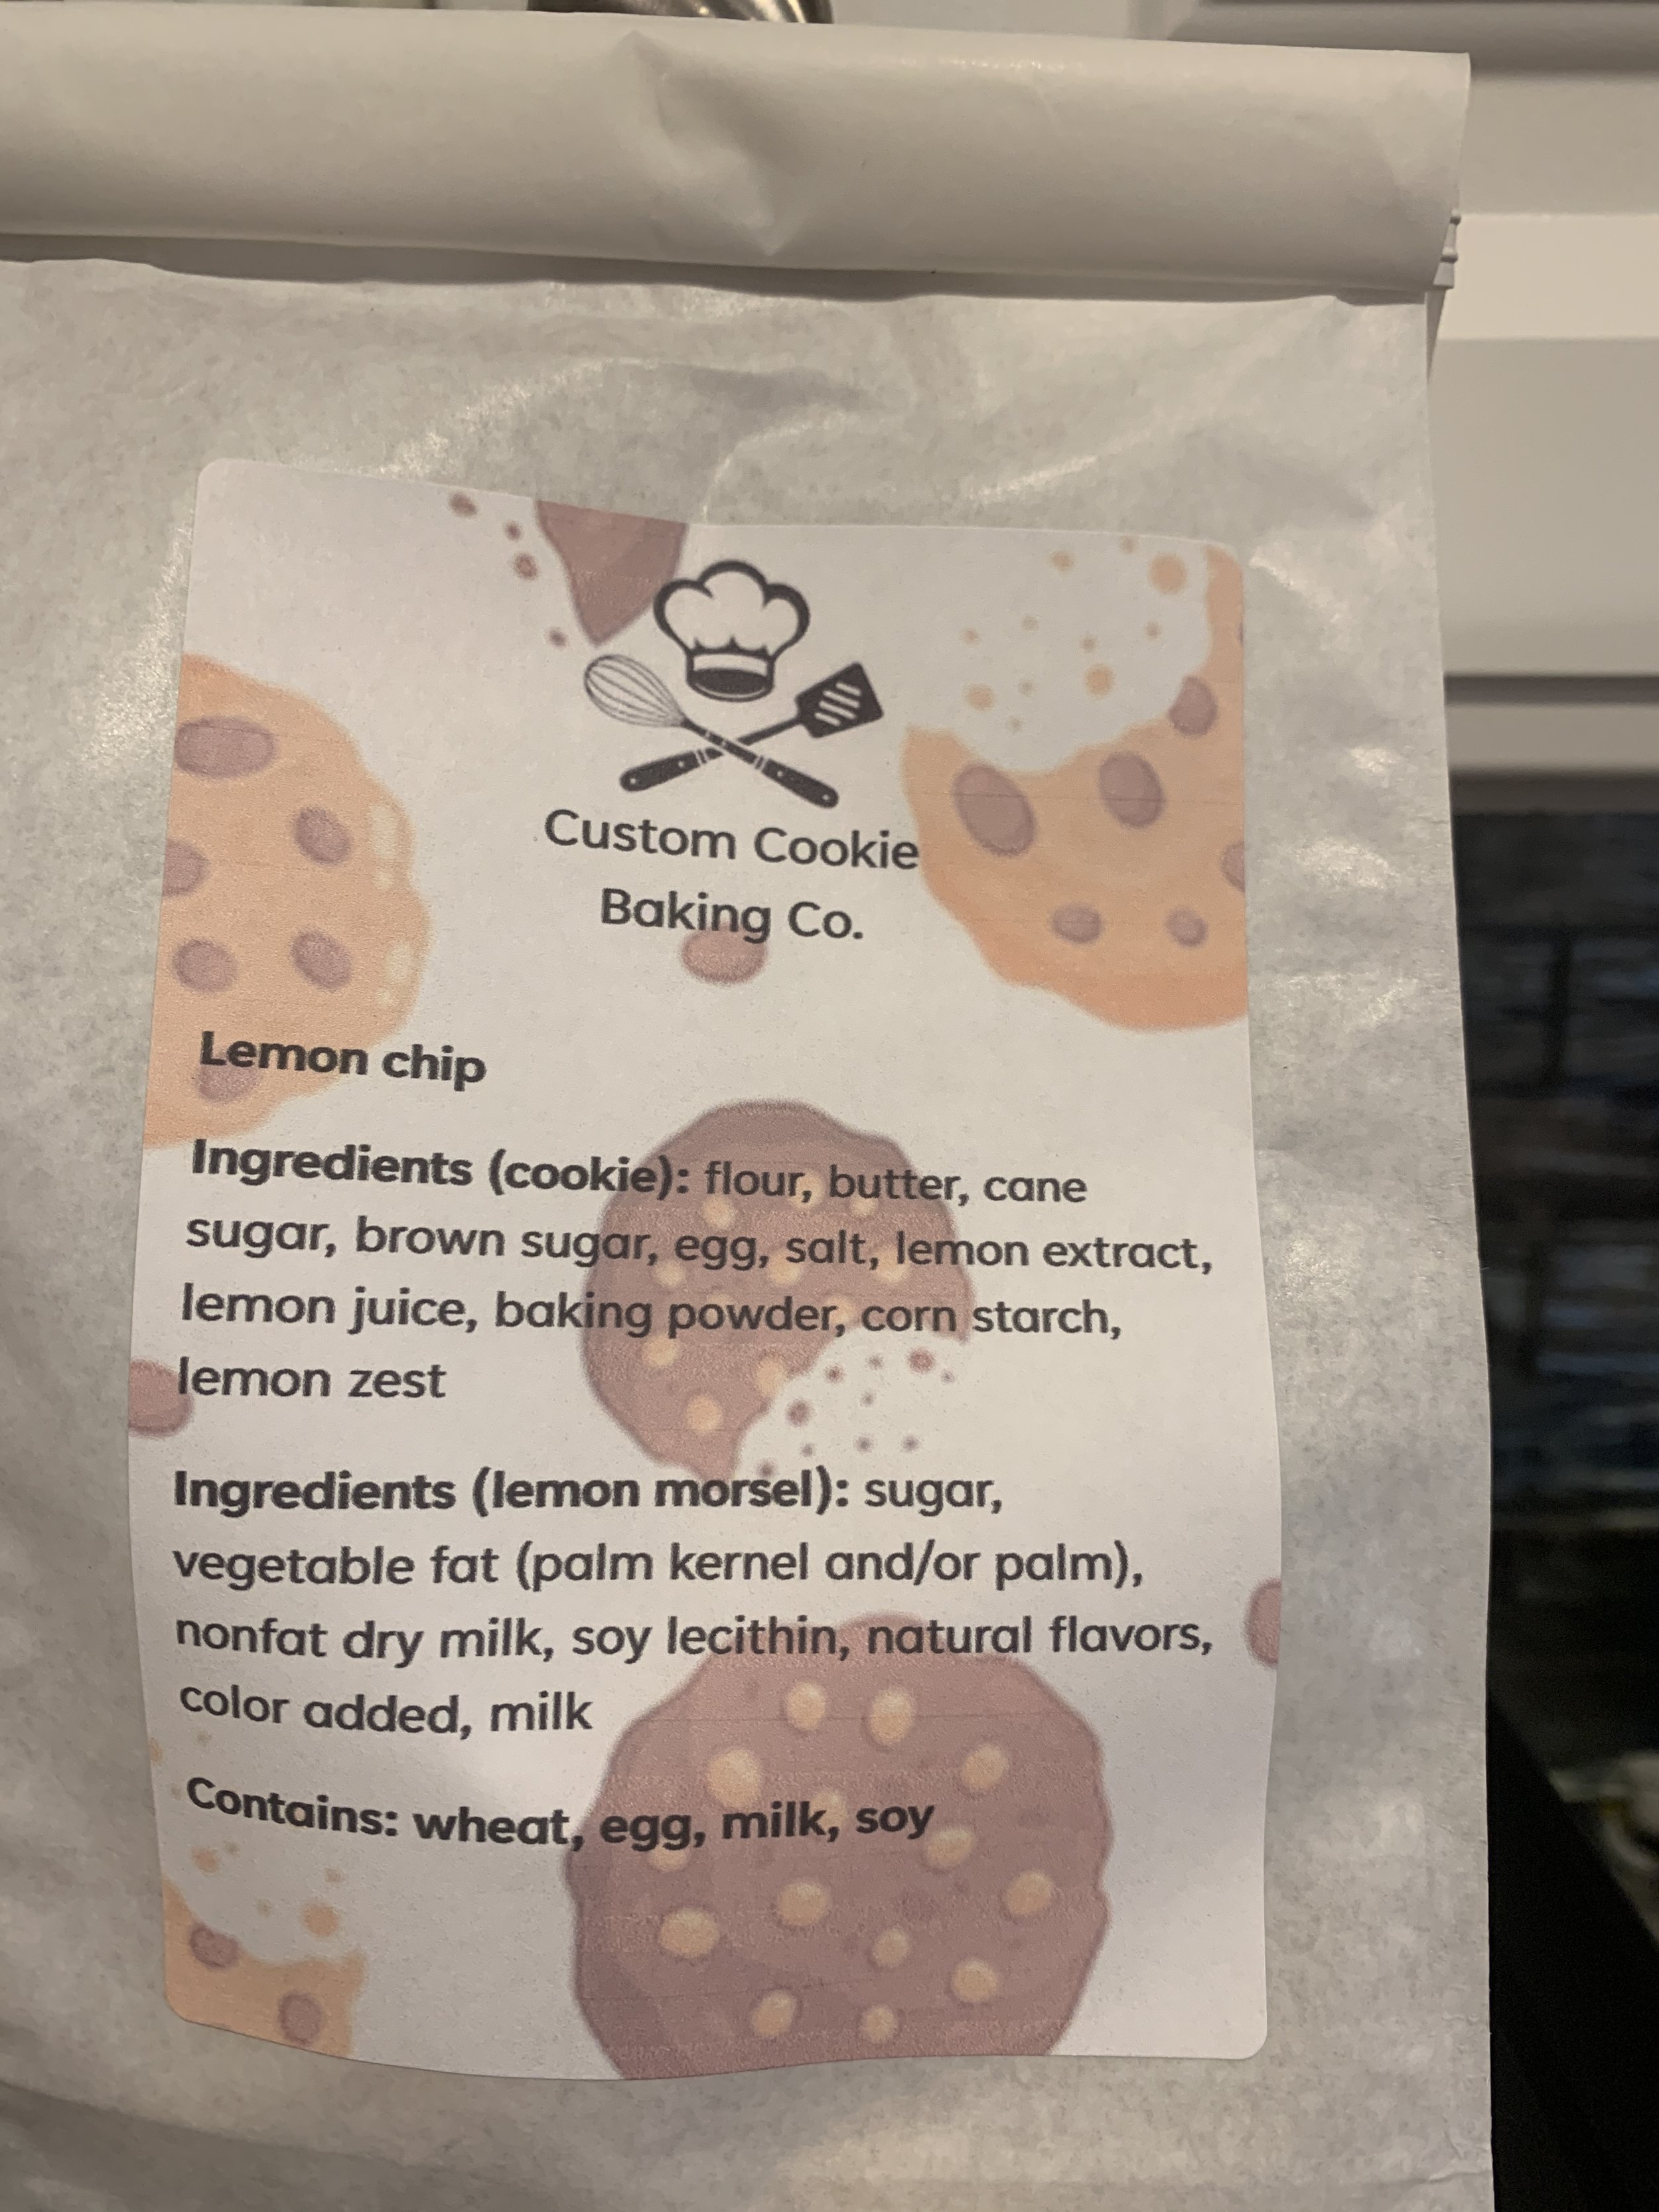 Custom Cookie
Baking Co.
Lemon chip
Ingredients (cookie): flour, butter, cane
sugar, brown sugar, egg, salt, lemon extract,
lemon juice, baking powder, corn starch,
lemon zest
Ingredients (lemon morsel): sugar,
vegetable fat (palm kernel and/or palm),
nonfat dry milk, soy lecithin, natural flavors,
color added, milk
Contains: wheat, egg, milk, soy